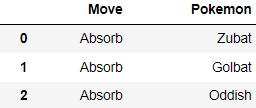 Move Pokemon
0 Absorb Zubat
1 Absorb Golbat
2 Absorb Oddish